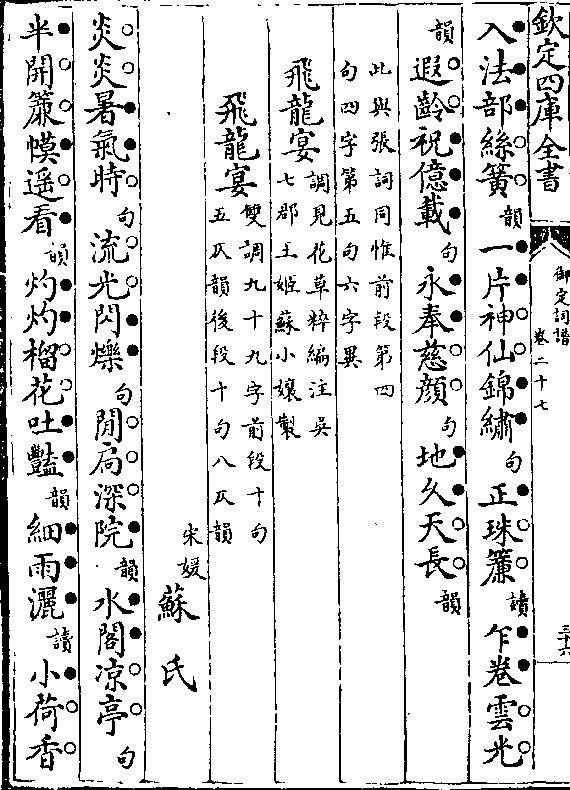 欽定四庫全書
御定詞譜
卷二十七
三十六
入法部絲簧韻一片神仙錦繡句正珠簾讀乍卷雲光
韻遐齡祝億載句永奉慈顔句地久天長韻
此與張詞同惟前段第四
句四字第五句六字異
飛龍宴調見花草粹編注吳
七郡王姬蘇小孃製
飛龍宴雙調九十九字前段十句
五仄韻後段十句八仄韻
宋媛
蘇氏
炎炎暑氣時句流光閃爍句閒扃深院韻水閣凉亭句
半開簾幙遥看韻灼灼榴花吐豔韻細雨灑讀小荷香